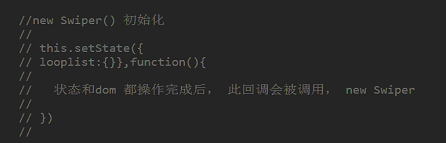 //new Swiper() 初始化
//
// this.setState({
// looplist:{}},function(){
//
// 状态和dom 都操作完成后， 此回调会被调用， new Swiper
//
// })
//